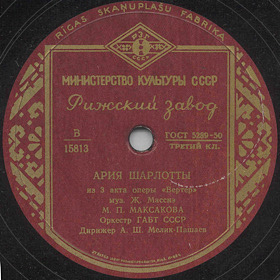 RĪGAS SKAŅUPLAŠU FABRIKA
РЗГ
МИНИСТЕРСТВО КУЛЬТУРЫ СССР
Рижский завод
В
15813
ГОСТ 5289-50
ТРЕТИЙ КЛ.
АРИЯ ШАРЛОТТЫ
из 3 акта оперы «Вертер»
муз. Ж. Массне
М. П. МАКСАКОВА
Оркестр ГАБТ СССР
Дирижер А. Ш. Мелик-Пашаев